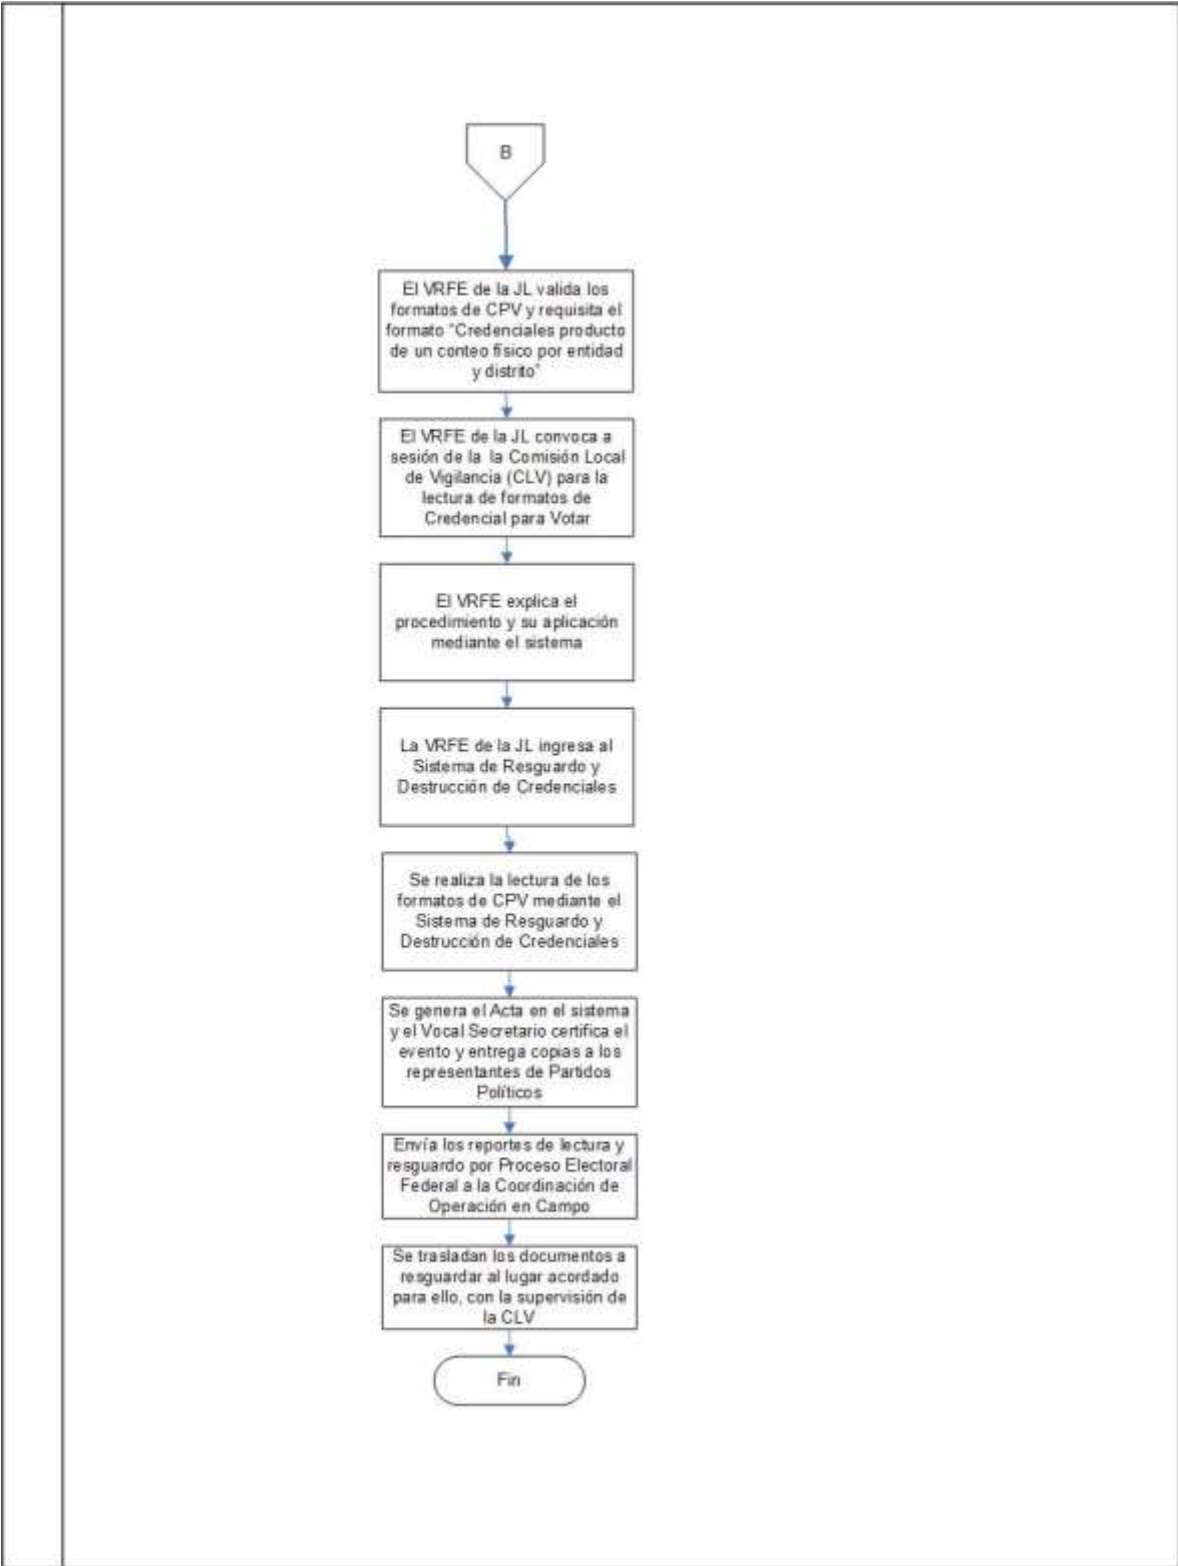 B
El VRFE de la JL valida los
formatos de CPV y requisita el
formato "Credenciales producto
de un conteo físico por entidad
y distrito"
El VRFE de la JL convoca a
sesión de la la Comisión Local
de Vigilancia (CLV) para la
lectura de formatos de
Credencial para Votar
El VRFE explica el
procedimiento y su aplicación
mediante el sistema
La VRFE de la JL ingresa al
Sistema de Resguardo y
Destrucción de Credenciales
Se realiza la lectura de los
formatos de CPV mediante el
Sistema de Resguardo y
Destrucción de Credenciales
Se genera el Acta en el sistema
y el Vocal Secretario certifica el
evento y entrega copias a los
representantes de Partidos
Políticos
Envía los reportes de lectura y
resguardo por Proceso Electoral
Federal a la Coordinación de
Operación en Campo
Se trasladan los documentos a
resguardar al lugar acordado
para ello, con la supervisión de
la CLV
Fin